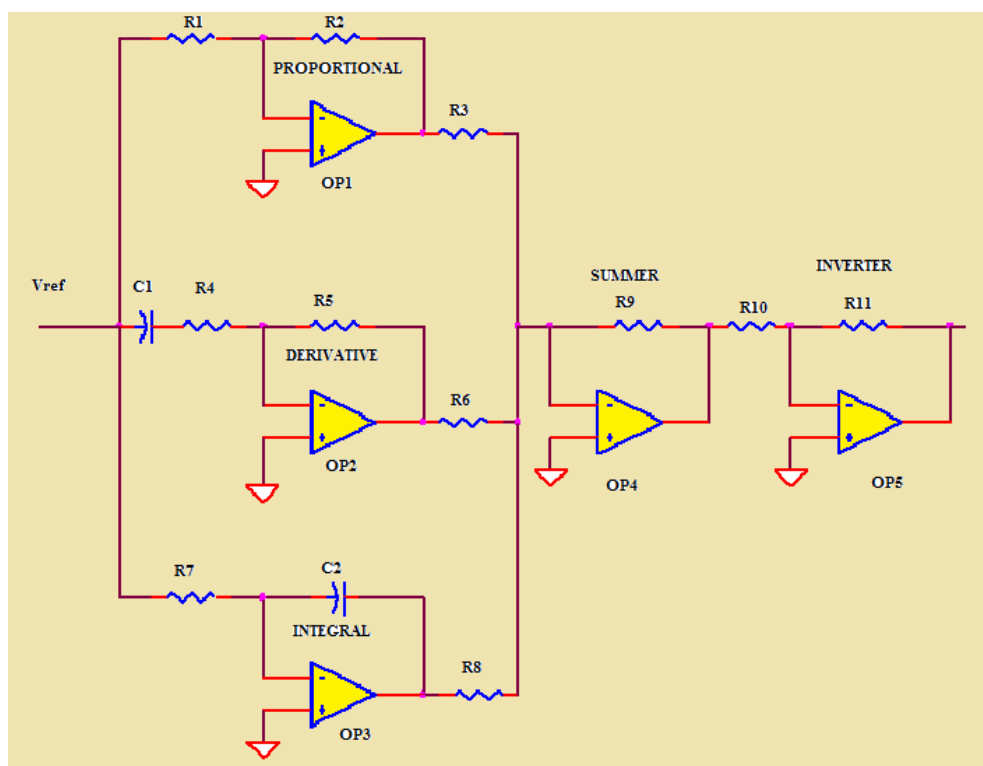 R1 R2
PROPORTIONAL
R3
-
+
OP1
Vref
C1
R4
R5
DERIVATIVE
R6
-
+
OP2
SUMMER
R9
R10
INVERTER
R11
-
+
OP4
-
+
OP5
R7
C2
INTEGRAL
R8
-
+
OP3